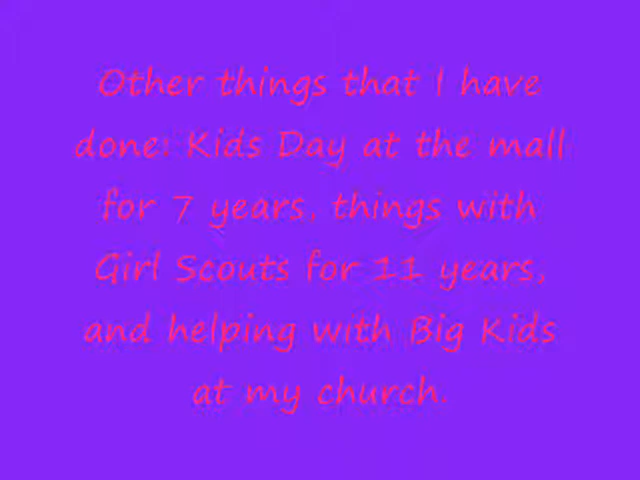 Other things that I have
done: Kids Day at the mall
for 7 years, things with
Girl Scouts for 11 years,
and helping with Big Kids
at my church.